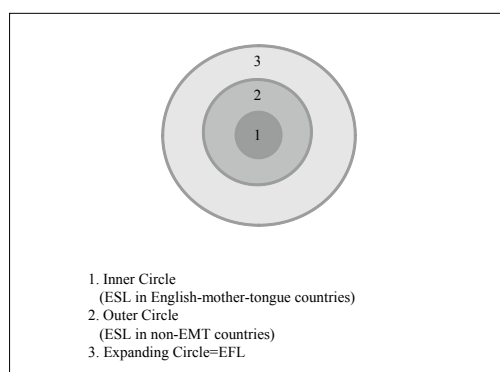 3
2
1
1. Inner Circle
(ESL in English-mother-tongue countries)
2. Outer Circle
(ESL in non-EMT countries)
3. Expanding Circle=EFL